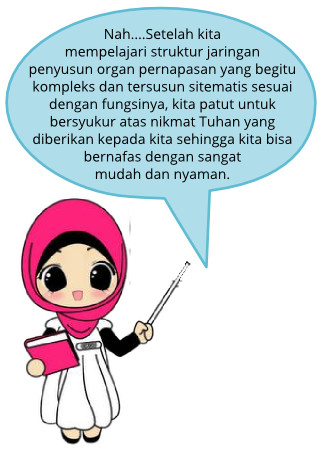 Nah....Setelah kita
mempelajari struktur jaringan
penyusun organ pernapasan yang begitu
kompleks dan tersusun sitematis sesuai
dengan fungsinya, kita patut untuk
bersyukur atas nikmat Tuhan yang
diberikan kepada kita sehingga kita bisa
bernafas dengan sangat
mudah dan nyaman.